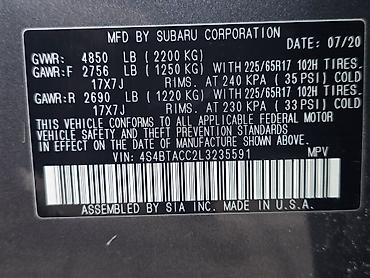 MFD. BY SUBARU CORPORATION
DATE: 07/20
GVWR: 4850 LB (2200 KG)
GAWR:F 2756 LB (1250 KG) WITH 225/65R17 102H TIRES.
17X7J RIMS. AT 240 KPA ( 35 PSI) COLD
GAWR:R 2690 LB (1220 KG) WITH 225/65R17 102H TIRES.
17X7J RIMS. AT 230 KPA ( 33 PSI) COLD
THIS VEHICLE CONFORMS TO ALL APPLICABLE FEDERAL MOTOR
VEHICLE SAFETY AND BUMPER STANDARDS IN EFFECT ON THE
DATE OF MANUFACTURE SHOWN ABOVE.
VIN: 4S4BTACC2L3235591 MPV
ASSEMBLED BY SIA INC. IN U.S.A.